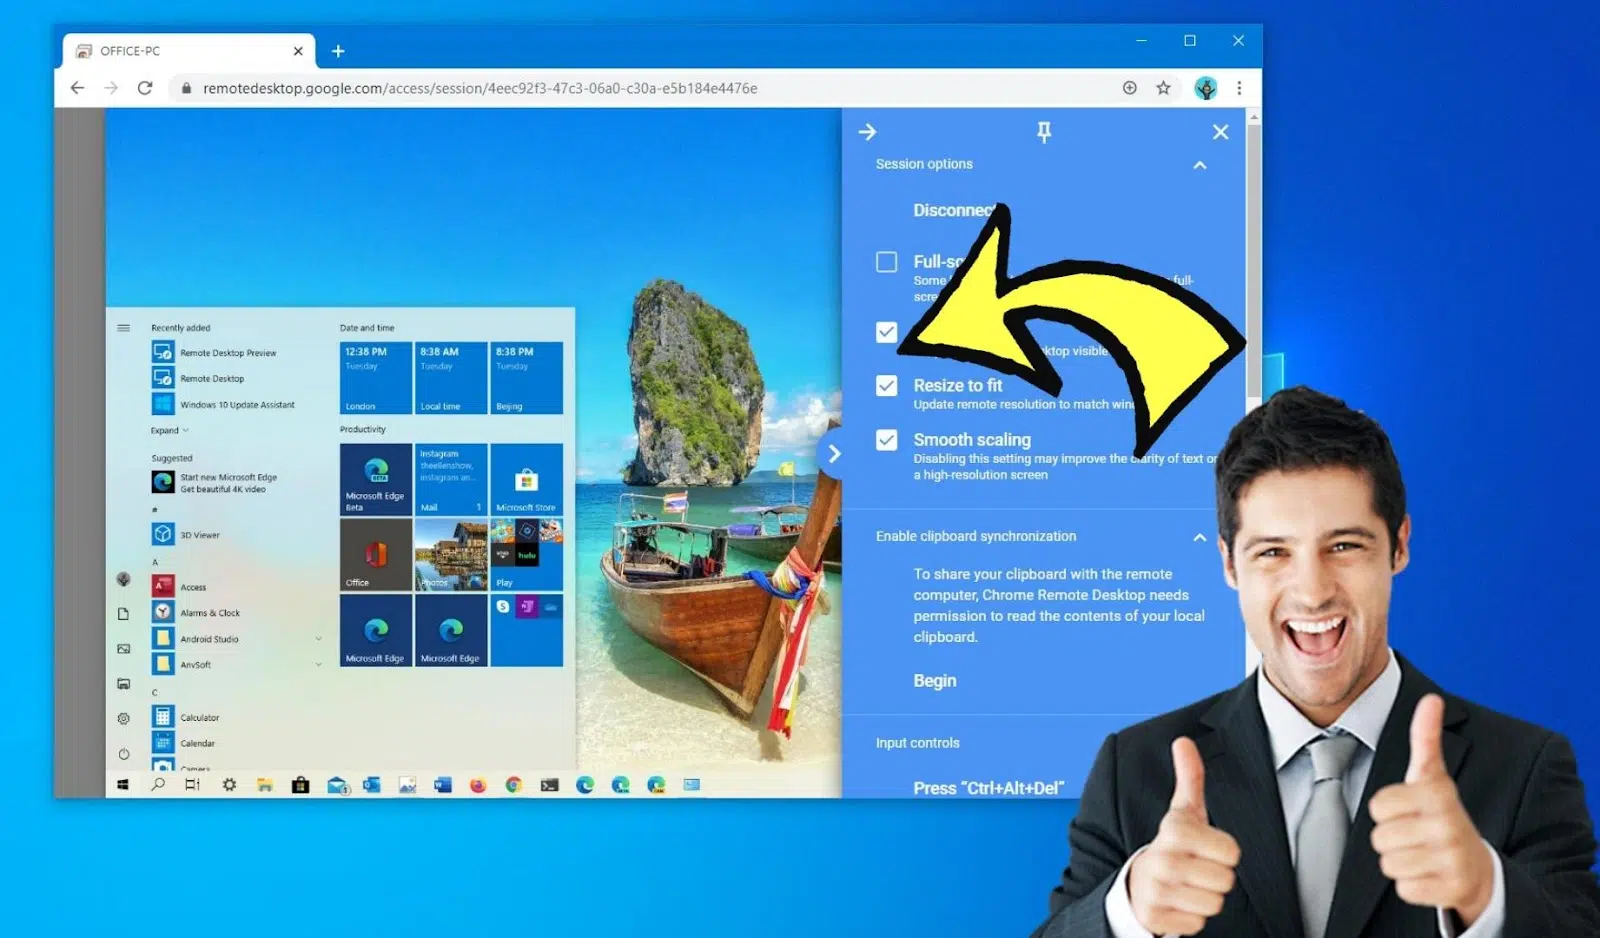 OFFICE-PC
remotedesktop.google.com/access/session/4eec92f3-47c3-06a0-c30a-e5b184e4476e
Recently added
Remote Desktop Preview
Remote Desktop
Windows 10 Update Assistant
Expand
Suggested
Start new Microsoft Edge
Get beautiful 4K video
#
3D Viewer
A
Access
Alarms & Clock
Android Studio
AnvSoft
C
Calculator
Calendar
Camera
Date and time
12:38 PM
Tuesday
London
8:38 AM
Tuesday
Local time
8:38 PM
Tuesday
Beijing
Productivity
Microsoft Edge
Beta
Instagram
theellenshow,
instagram an...
Mail 1
Microsoft Store
Office
Photos
hulu
Play
Microsoft Edge
Microsoft Edge
Session options
Disconnect
Full-sc
Some full-
scre
ktop visible
Resize to fit
Update remote resolution to match win
Smooth scaling
Disabling this setting may improve the clarity of text or
a high-resolution screen
Enable clipboard synchronization
To share your clipboard with the remote
computer, Chrome Remote Desktop needs
permission to read the contents of your local
clipboard.
Begin
Input controls
Press “Ctrl+Alt+Del”